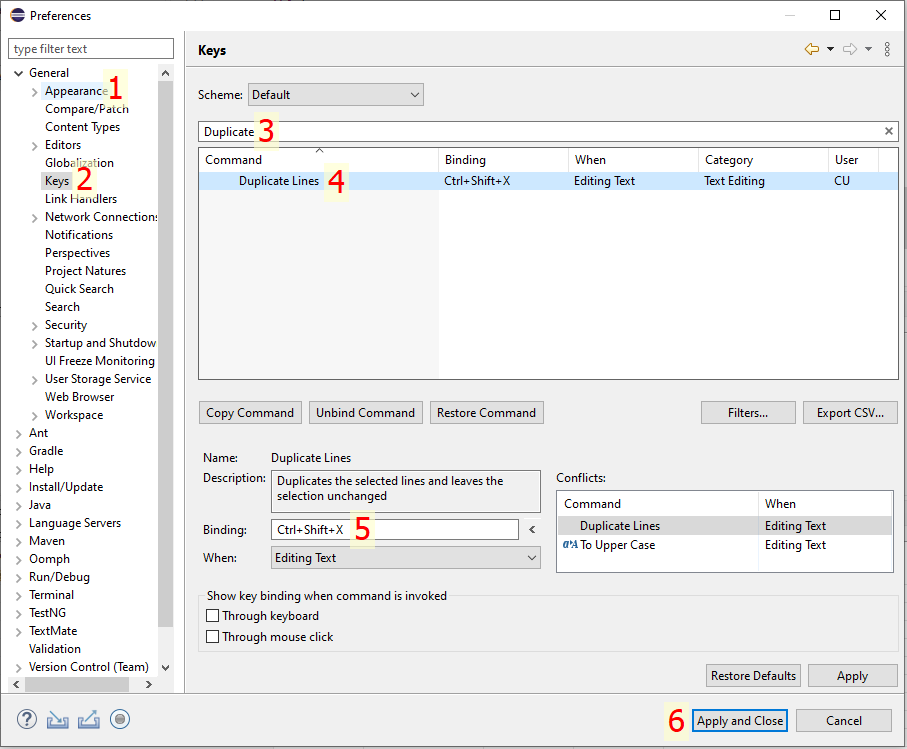 Preferences
type filter text
General
Appearance 1
Compare/Patch
Content Types
Editors
Globalization
Keys 2
Link Handlers
Network Connections
Notifications
Perspectives
Project Natures
Quick Search
Search
Security
Startup and Shutdow
UI Freeze Monitoring
User Storage Service
Web Browser
Workspace
Ant
Gradle
Help
Install/Update
Java
Language Servers
Maven
Oomph
Run/Debug
Terminal
TestNG
TextMate
Validation
Version Control (Team)
Keys
Scheme: Default
Duplicate 3
Command Binding When Category User
Duplicate Lines 4 Ctrl+Shift+X Editing Text Text Editing CU
Copy Command Unbind Command Restore Command Filters... Export CSV...
Name: Duplicate Lines
Description: Duplicates the selected lines and leaves the
selection unchanged
Binding: Ctrl+Shift+X 5
When: Editing Text
Conflicts:
Command When
Duplicate Lines Editing Text
To Upper Case Editing Text
Show key binding when command is invoked
Through keyboard
Through mouse click
Restore Defaults Apply
6 Apply and Close Cancel